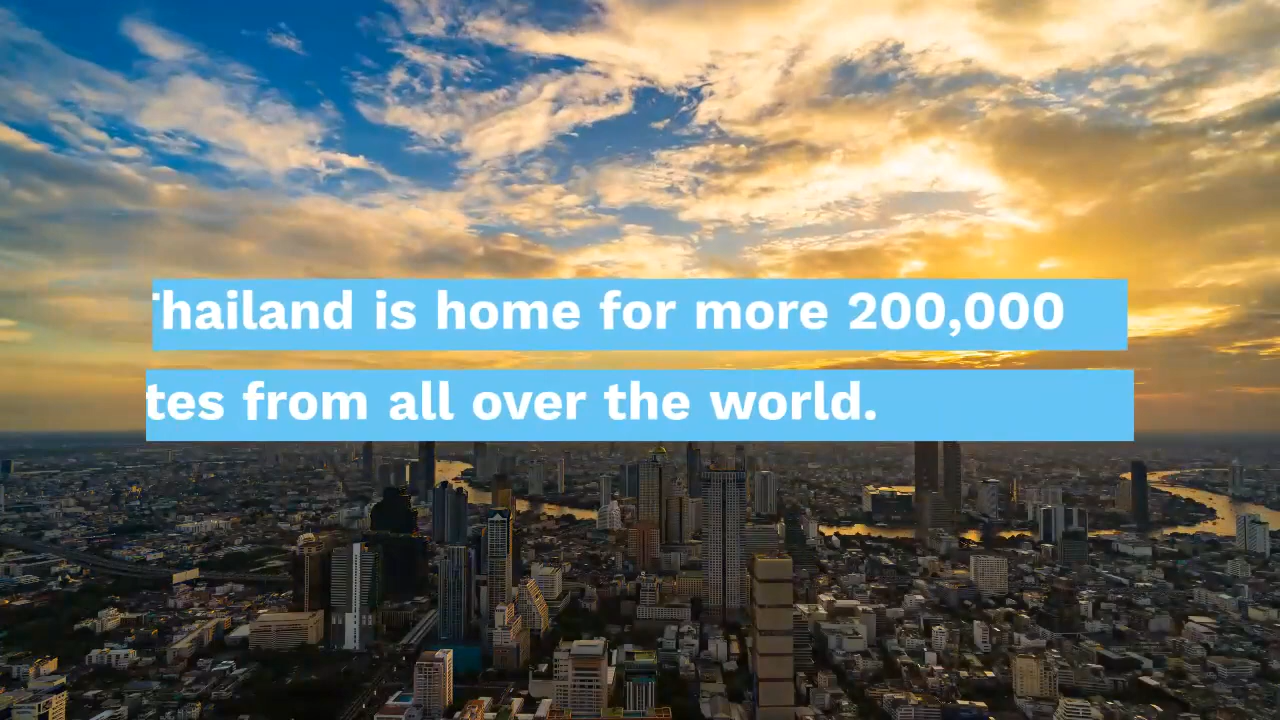 Thailand is home for more 200,000
tes from all over the world.